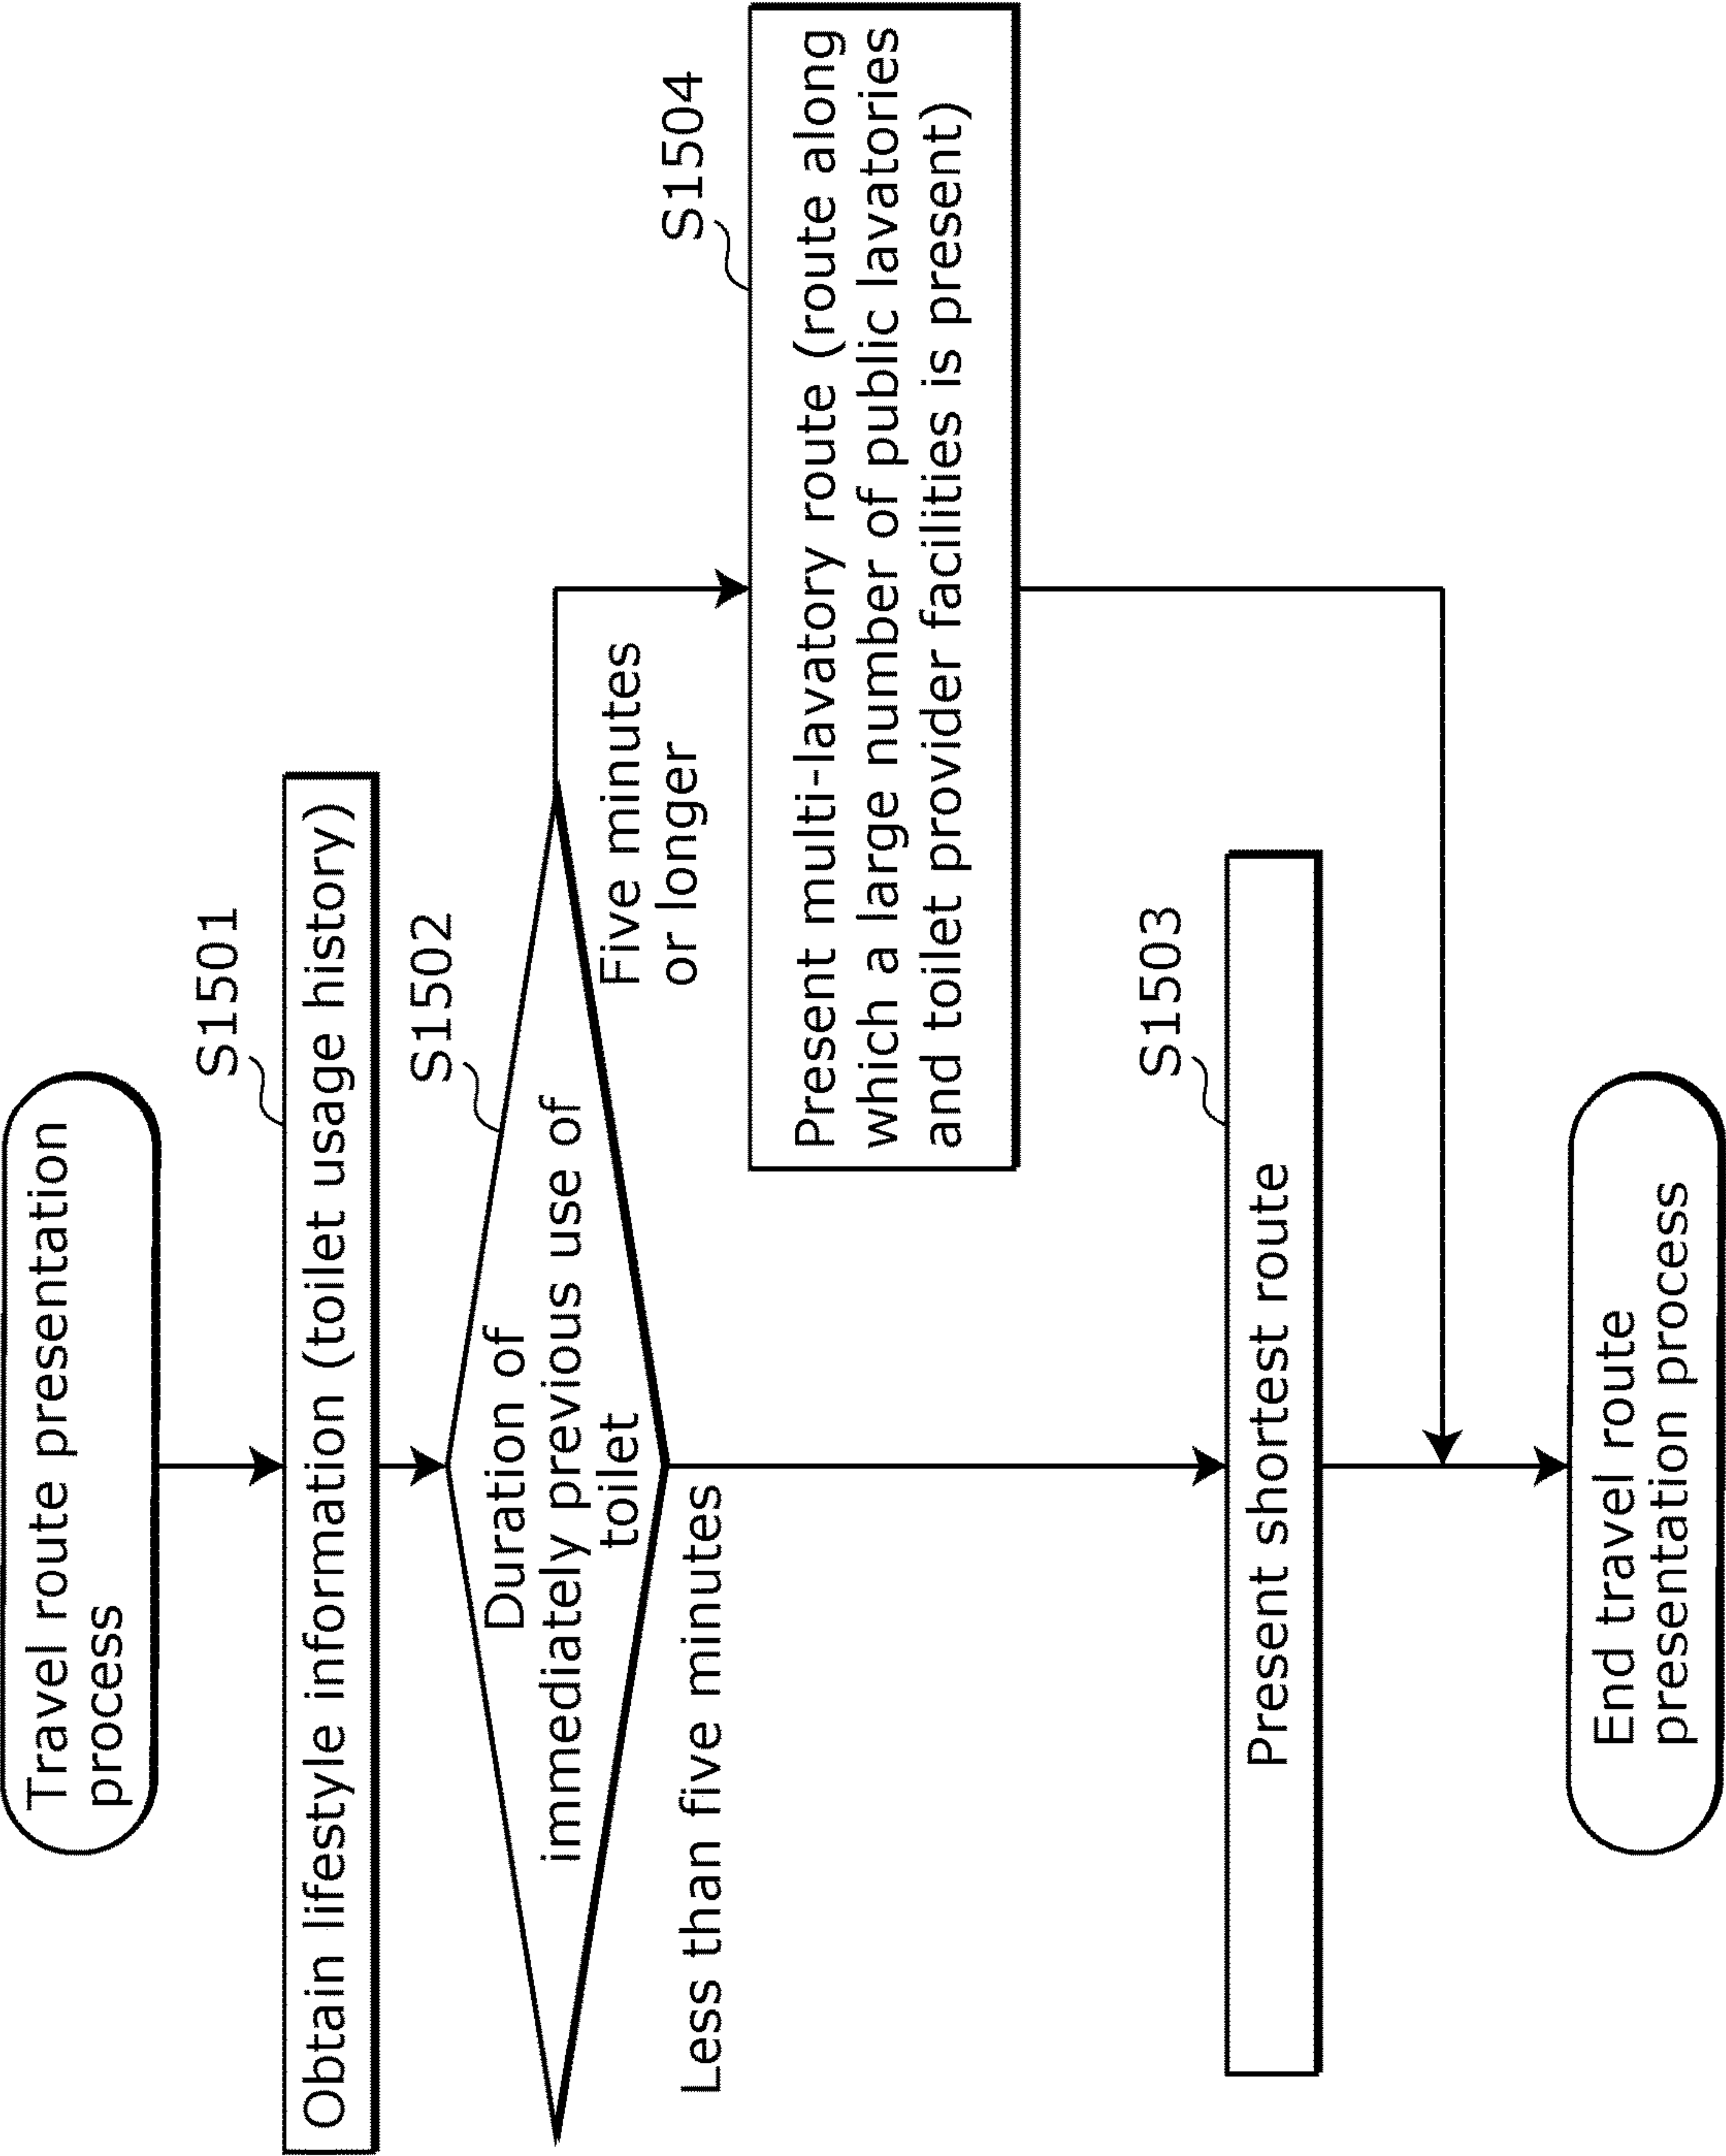 Travel route presentation
process
S1501
Obtain lifestyle information (toilet usage history)
S1502
Duration of
immediately previous use of
toilet
Five minutes
or longer
Less than five minutes
S1504
Present multi-lavatory route (route along
which a large number of public lavatories
and toilet provider facilities is present)
S1503
Present shortest route
End travel route
presentation process